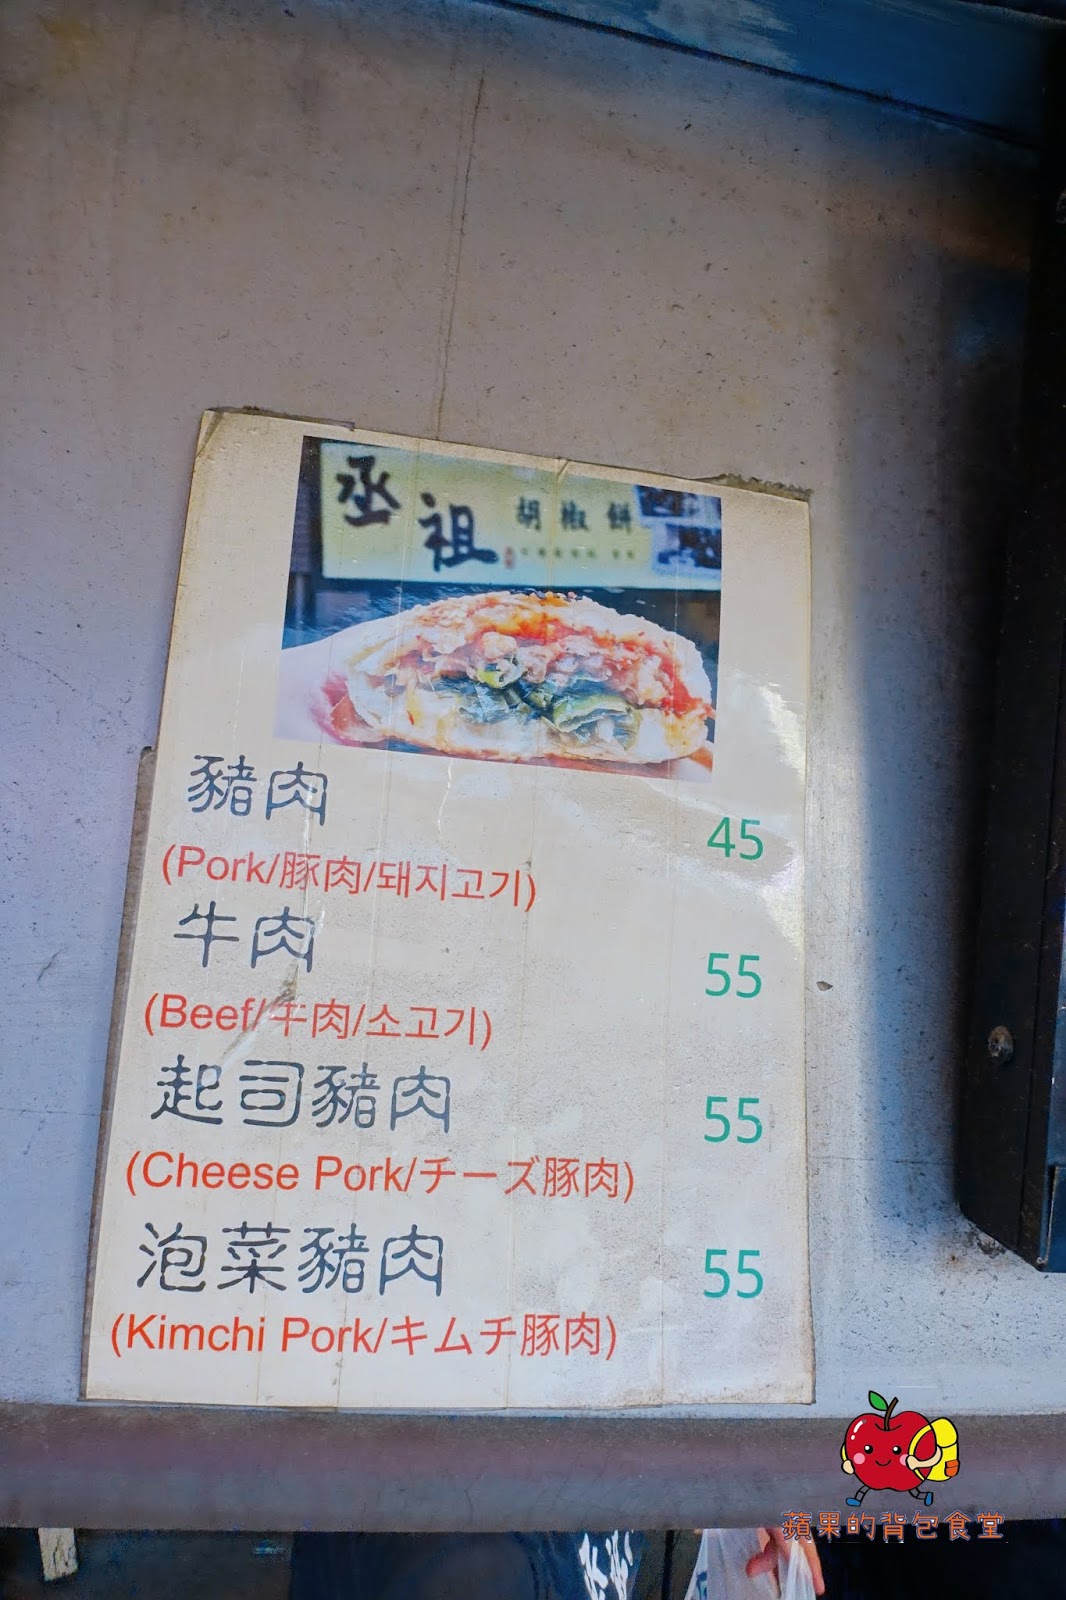 丞祖 胡椒餅
豬肉 45
(Pork/豚肉/돼지고기)
牛肉 55
(Beef/牛肉/소고기)
起司豬肉 55
(Cheese Pork/チーズ豚肉)
泡菜豬肉 55
(Kimchi Pork/キムチ豚肉)
蘋果的背包食堂